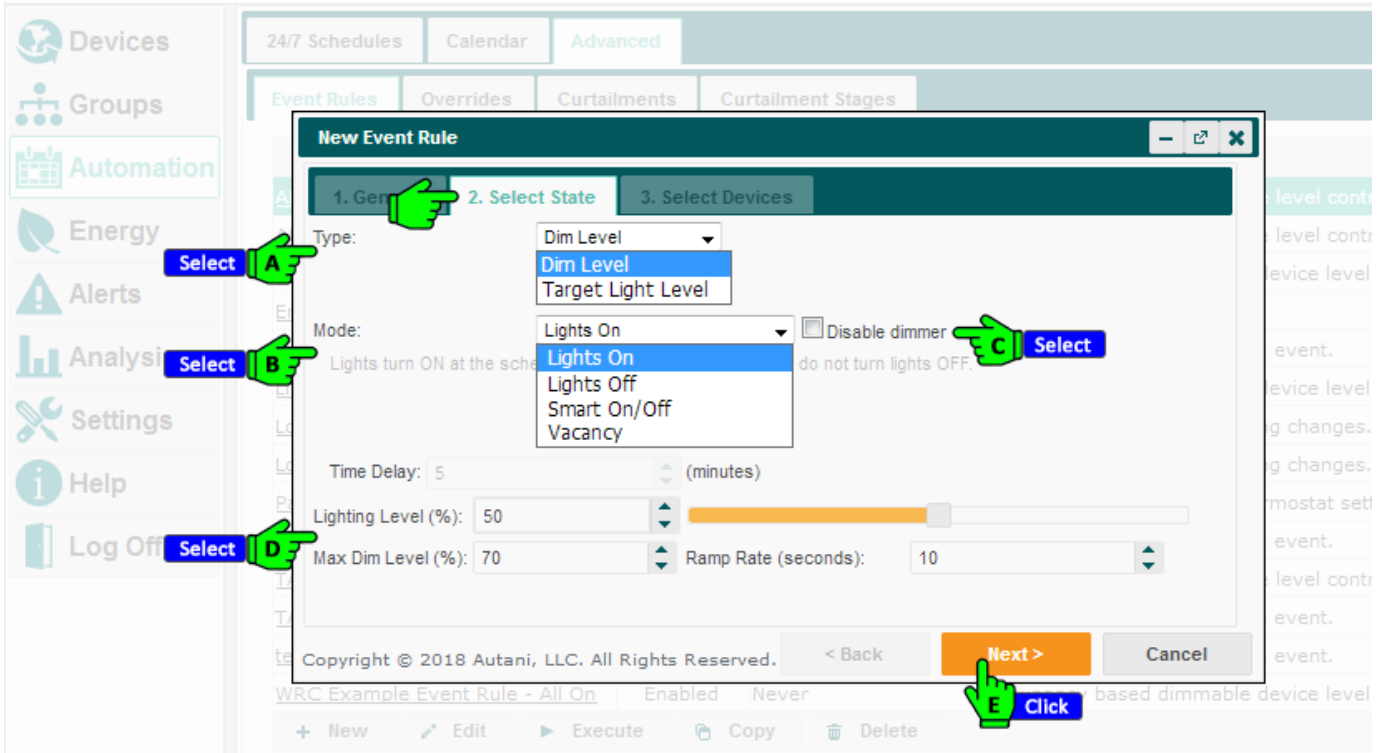 Devices
24/7 Schedules Calendar Advanced
Groups
Event Rules Overrides Curtailments Curtailment Stages
New Event Rule
Automation
1. Gen 2. Select State 3. Select Devices
level contr
Energy
Type: Dim Level
level contr
Select A
Dim Level
evice level
Target Light Level
Alerts
Mode: Lights On Disable dimmer C Select
Analysi
Select B
Lights turn ON at the sche do not turn lights OFF.
event.
Lights On
Lights Off
evice level
Smart On/Off
Vacancy
Settings
g changes.
Time Delay: 5 (minutes)
g changes.
Help
Lighting Level (%): 50
rmostat sett
Log Off
Select D
event.
Max Dim Level (%): 70 Ramp Rate (seconds): 10
level contr
event.
Copyright © 2018 Autani, LLC. All Rights Reserved. < Back Next > Cancel
event.
WRC Example Event Rule - All On Enabled Never based dimmable device level
E Click
+ New Edit Execute Copy Delete